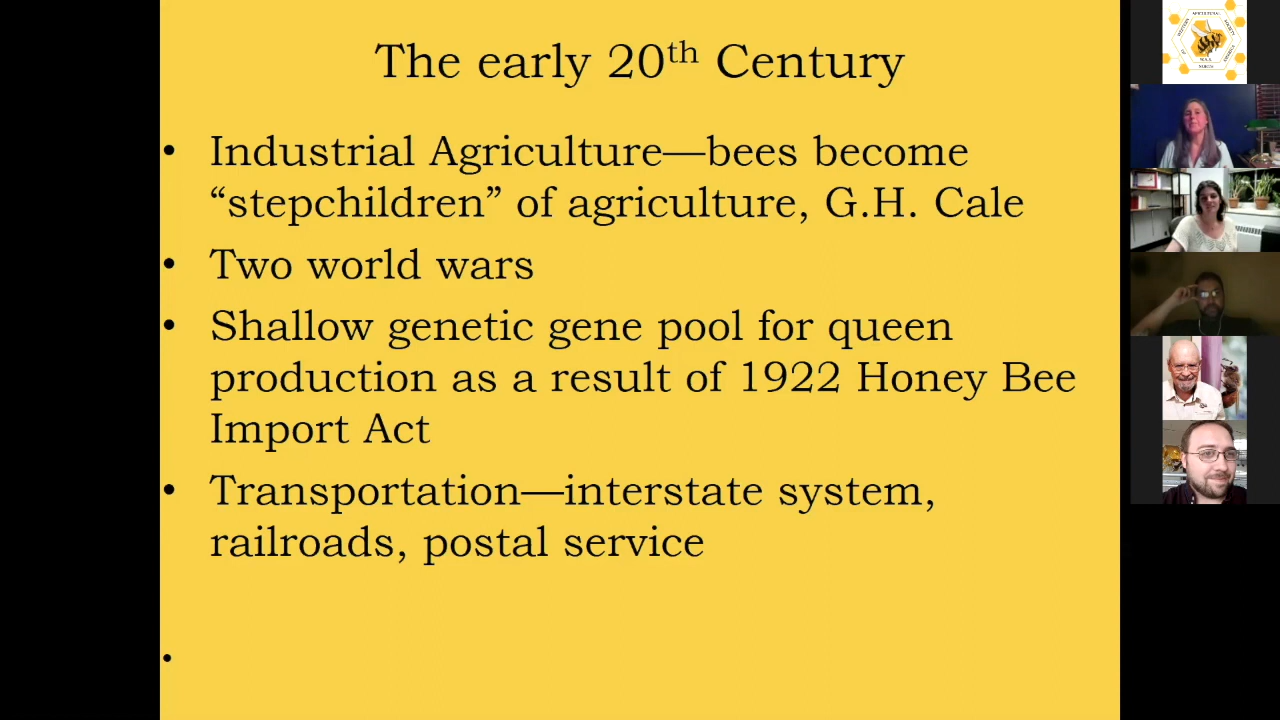 The early 20th Century
• Industrial Agriculture—bees become
“stepchildren” of agriculture, G.H. Cale
• Two world wars
• Shallow genetic gene pool for queen
production as a result of 1922 Honey Bee
Import Act
• Transportation—interstate system,
railroads, postal service
•